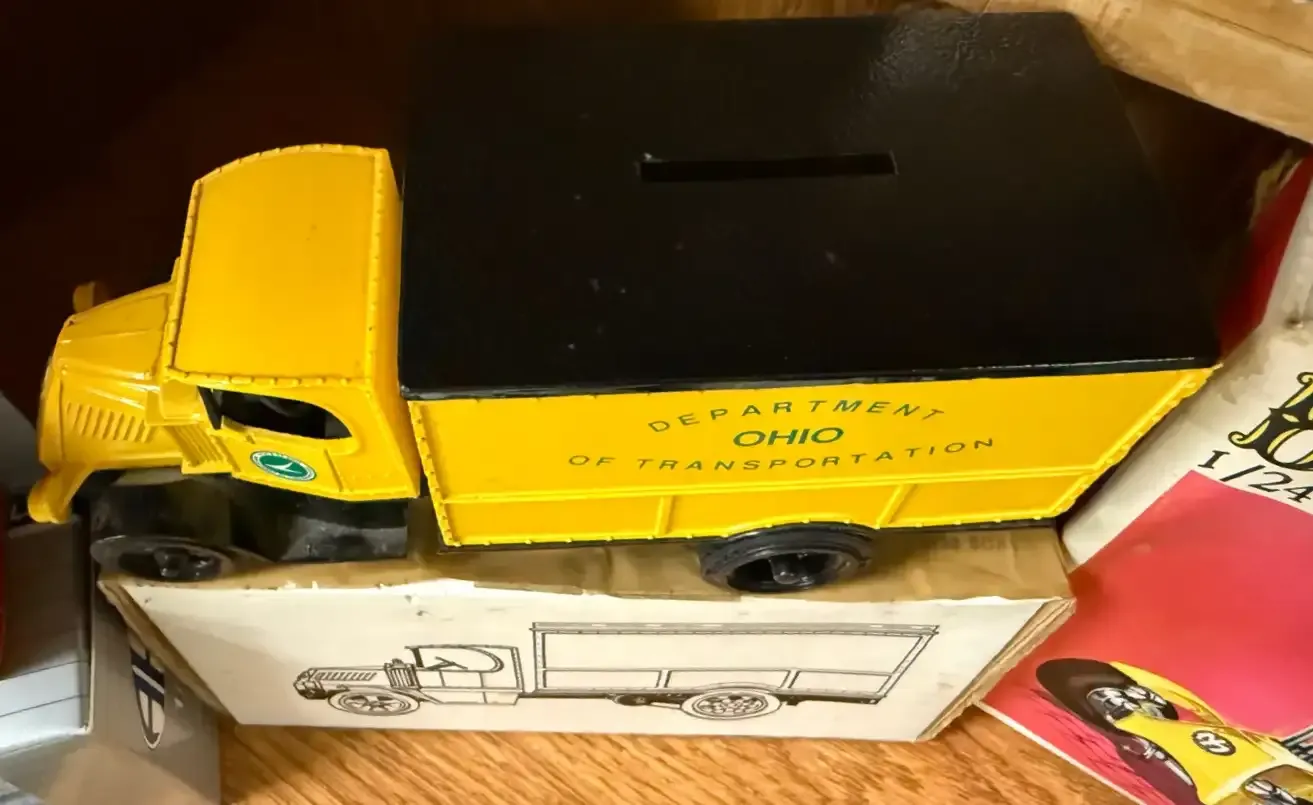 DEPARTMENT
OHIO
OF TRANSPORTATION
1/24